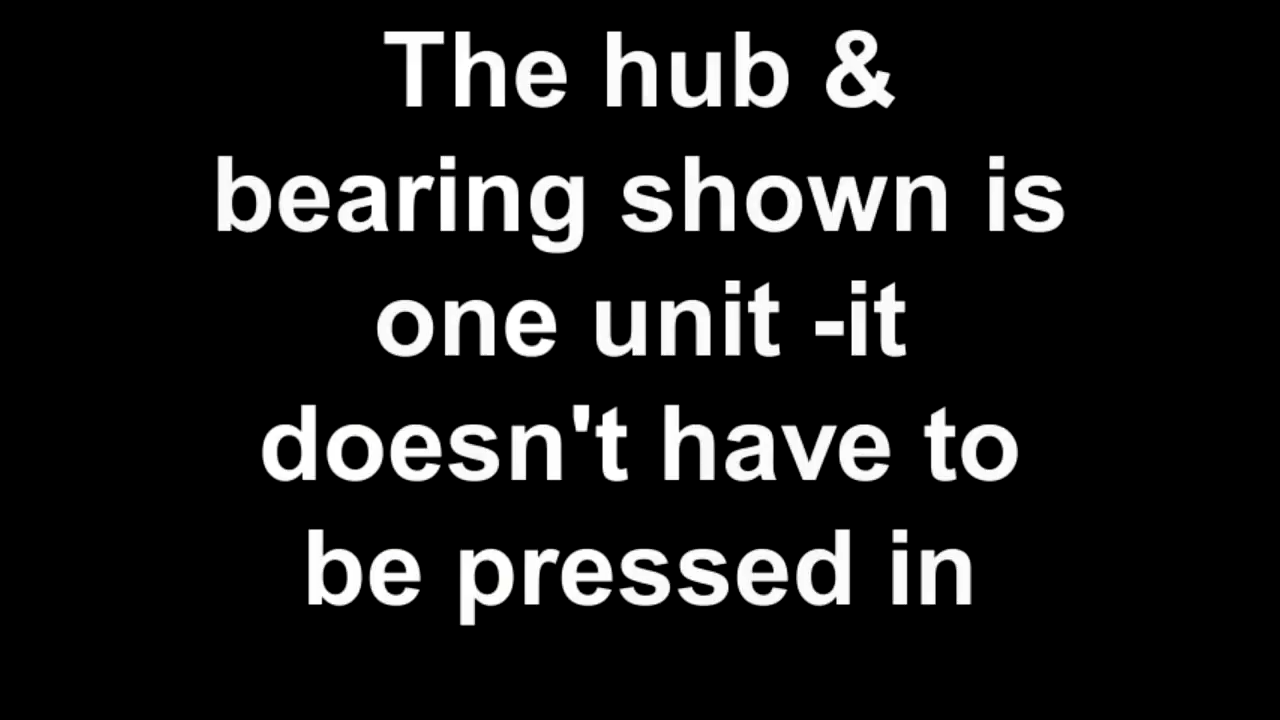 The hub &
bearing shown is
one unit -it
doesn't have to
be pressed in